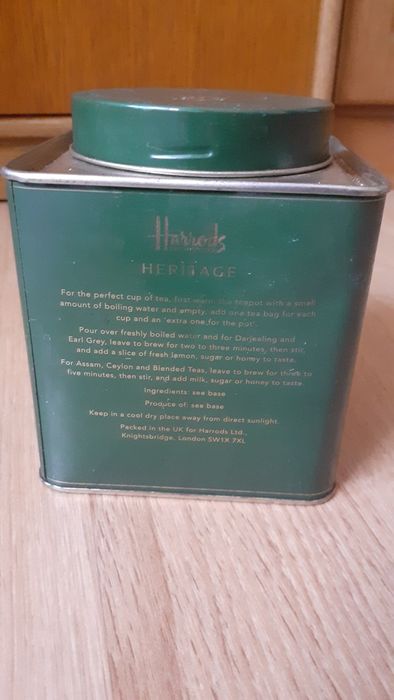 Harrods
HERITAGE
For the perfect cup of tea, first warm the teapot with a small
amount of boiling water and empty, add one tea bag for each
cup and an 'extra one for the pot'.
Pour over freshly boiled water and for Darjeeling and
Earl Grey, leave to brew for two to three minutes, then stir,
and add a slice of fresh lemon, sugar or honey to taste.
For Assam, Ceylon and Blended Teas, leave to brew for three to
five minutes, then stir, and add milk, sugar or honey to taste.
Ingredients: see base
Produce of: see base
Keep in a cool dry place away from direct sunlight.
Packed in the UK for Harrods Ltd.,
Knightsbridge, London SW1X 7XL